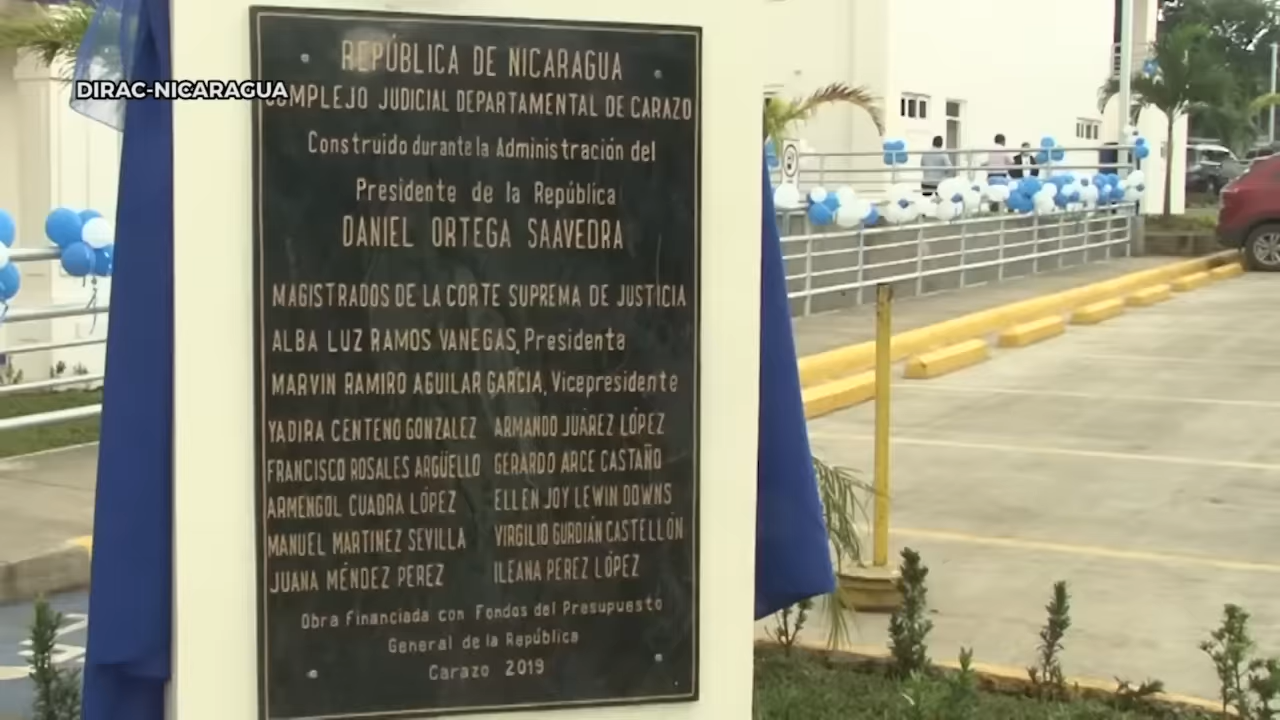 DIRAC-NICARAGUA
REPÚBLICA DE NICARAGUA
COMPLEJO JUDICIAL DEPARTAMENTAL DE CARAZO
Construido durante la Administración del
Presidente de la República
DANIEL ORTEGA SAAVEDRA
MAGISTRADOS DE LA CORTE SUPREMA DE JUSTICIA
ALBA LUZ RAMOS VANEGAS, Presidenta
MARVIN RAMIRO AGUILAR GARCIA, Vicepresidente
YADIRA CENTENO GONZALEZ ARMANDO JUÁREZ LÓPEZ
FRANCISCO ROSALES ARGÜELLO GERARDO ARCE CASTAÑO
ARMENGOL CUADRA LÓPEZ ELLEN JOY LEWIN DOWNS
MANUEL MARTINEZ SEVILLA VIRGILIO GURDIÁN CASTELLÓN
JUANA MÉNDEZ PEREZ ILEANA PEREZ LÓPEZ
Obra Financiada con Fondos del Presupuesto
General de la República
Carazo 2019